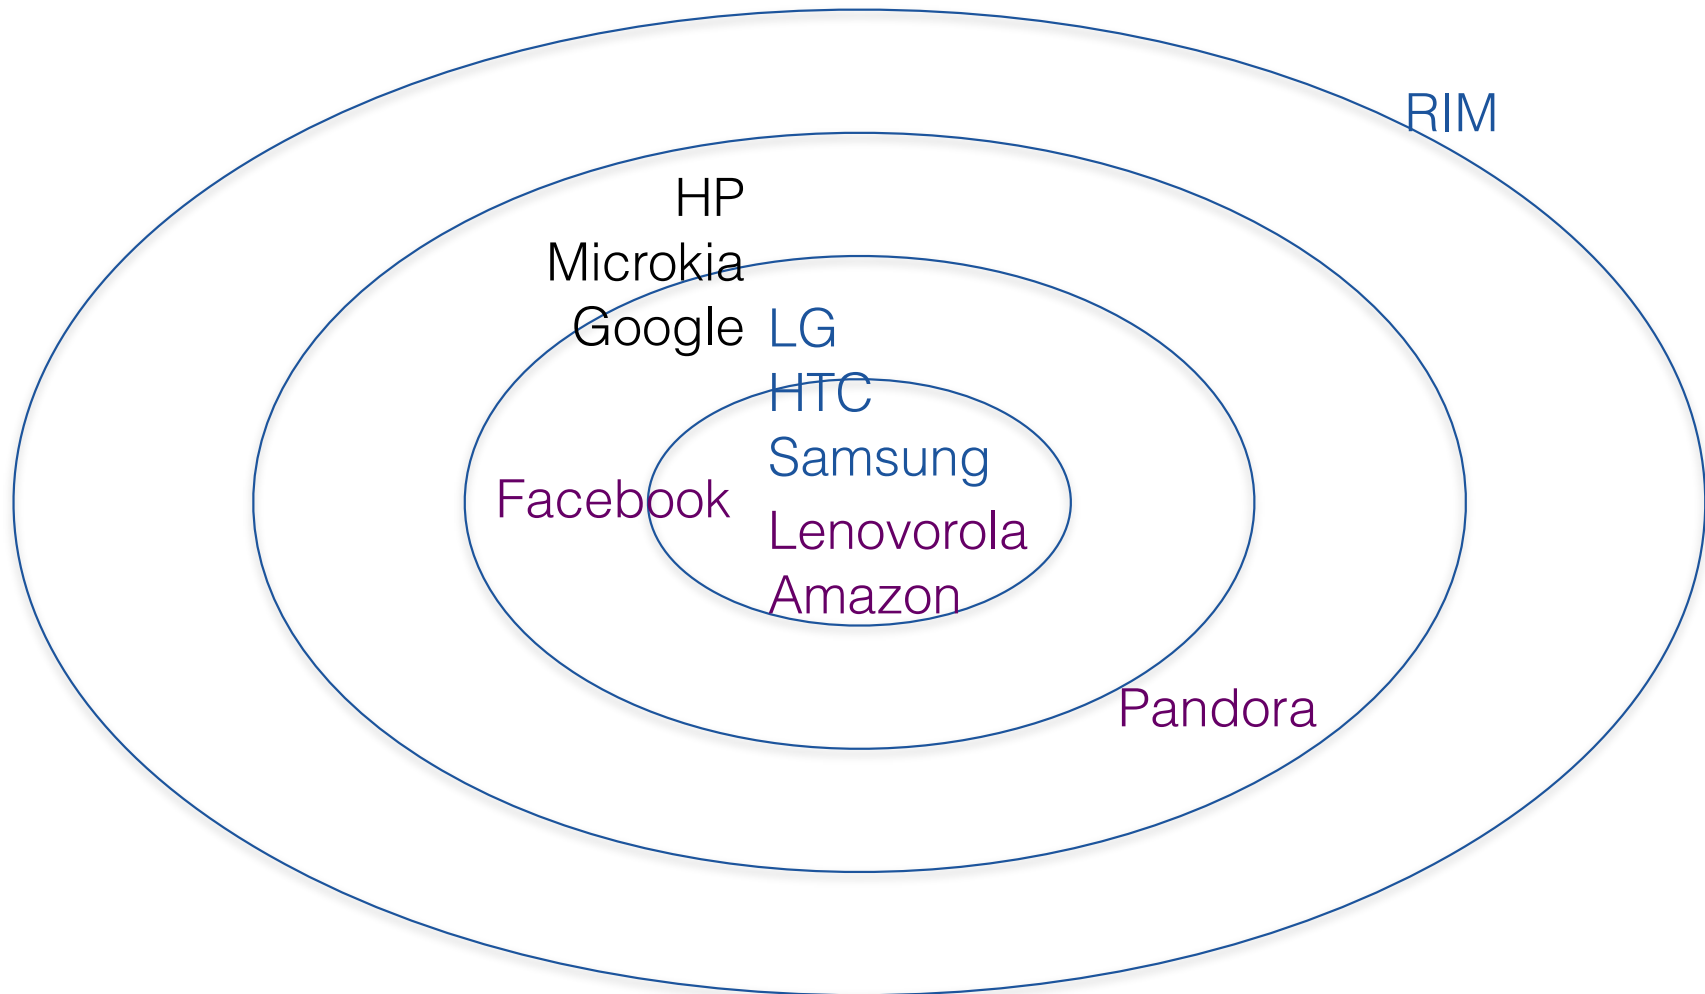 RIM
HP
Microkia
Google
LG
HTC
Samsung
Facebook
Lenovorola
Amazon
Pandora